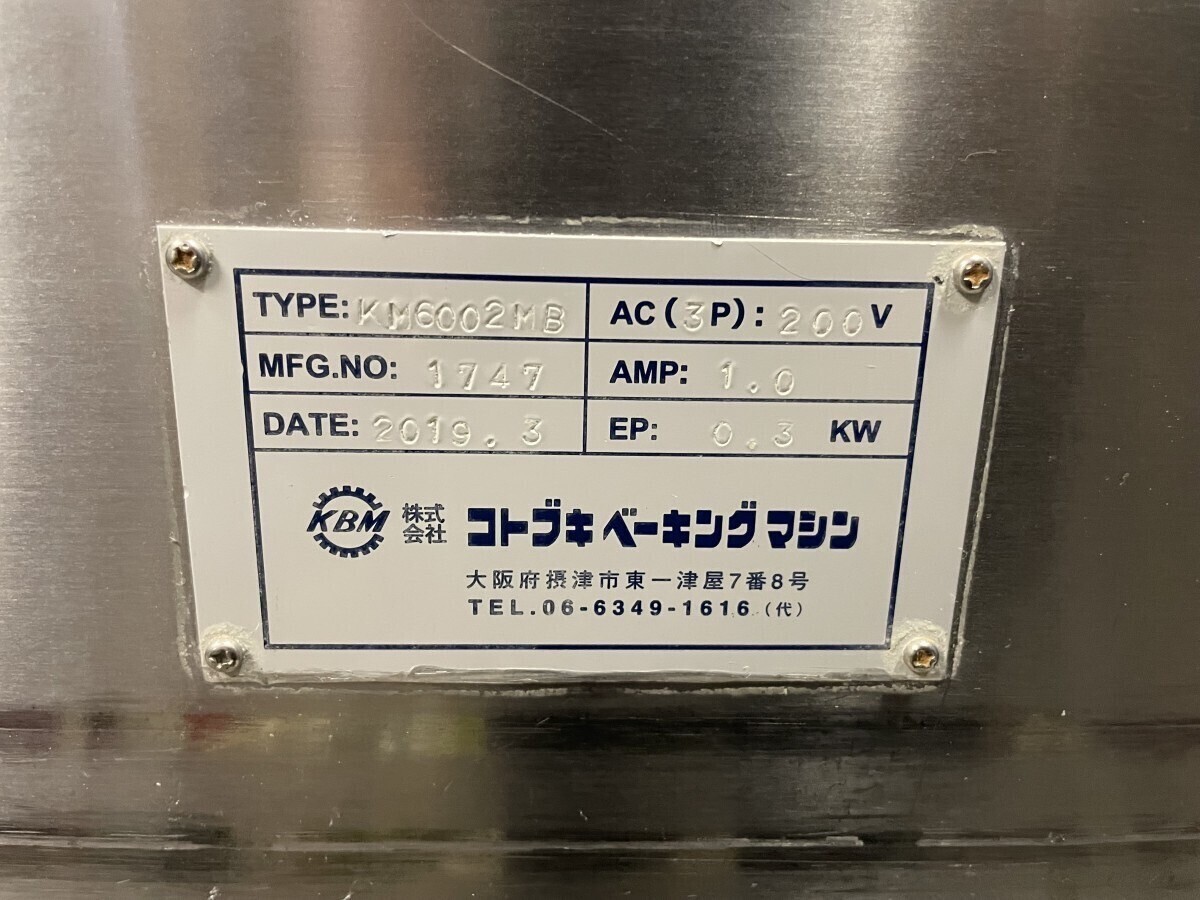 TYPE: KM6002MB AC(3P): 200V
MFG.NO: 1747 AMP: 1.0
DATE: 2019.3 EP: 0.3 KW
KBM 株式会社 コトブキベーキングマシン
大阪府摂津市東一津屋7番8号
TEL.06-6349-1616(代)